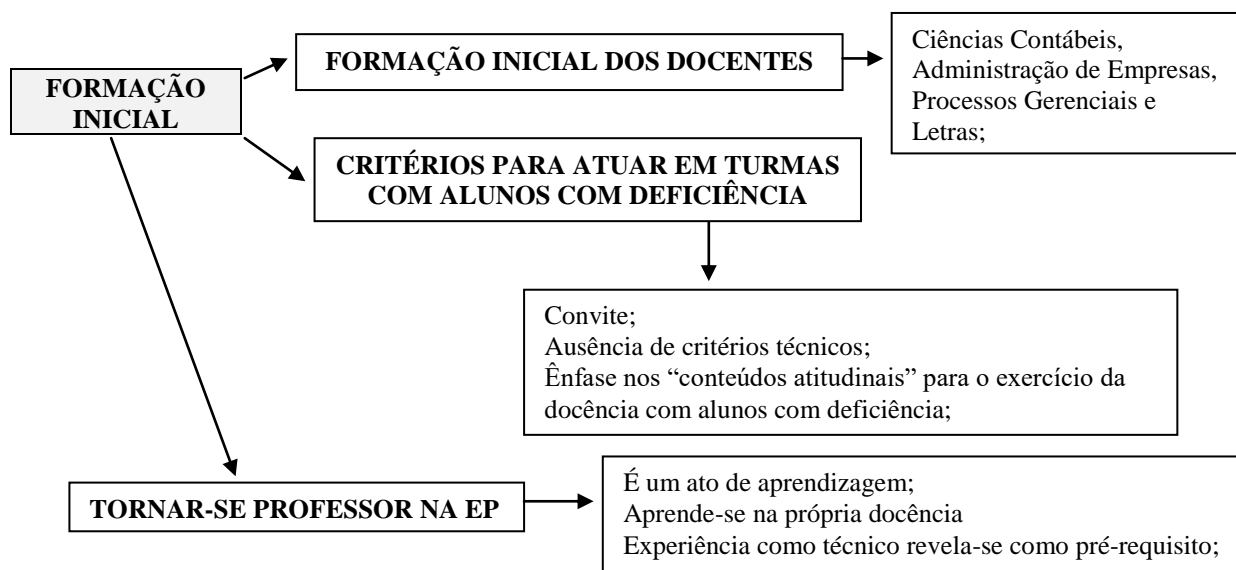 FORMAÇÃO
INICIAL
FORMAÇÃO INICIAL DOS DOCENTES
Ciências Contábeis,
Administração de Empresas,
Processos Gerenciais e
Letras;
CRITÉRIOS PARA ATUAR EM TURMAS
COM ALUNOS COM DEFICIÊNCIA
Convite;
Ausência de critérios técnicos;
Ênfase nos “conteúdos atitudinais” para o exercício da
docência com alunos com deficiência;
TORNAR-SE PROFESSOR NA EP
É um ato de aprendizagem;
Aprende-se na própria docência
Experiência como técnico revela-se como pré-requisito;